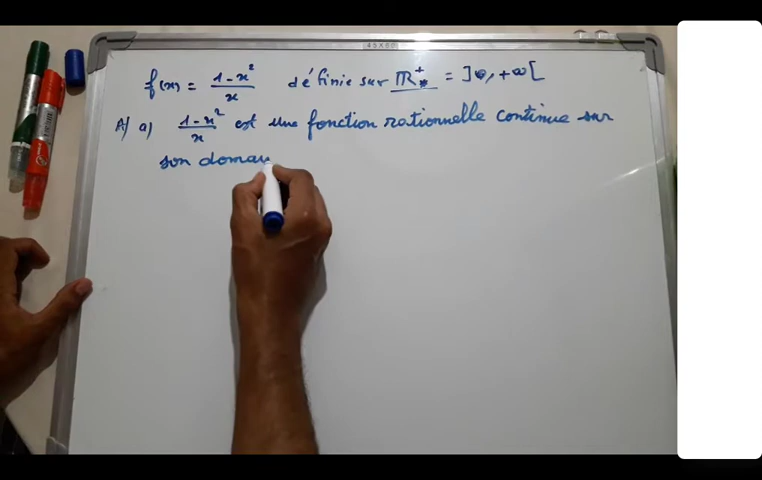 f(x) = (1-x²)/x définie sur ℝ⁺* = ]0, +∞[
A) a) (1-x²)/x est une fonction rationnelle continue sur
son domai